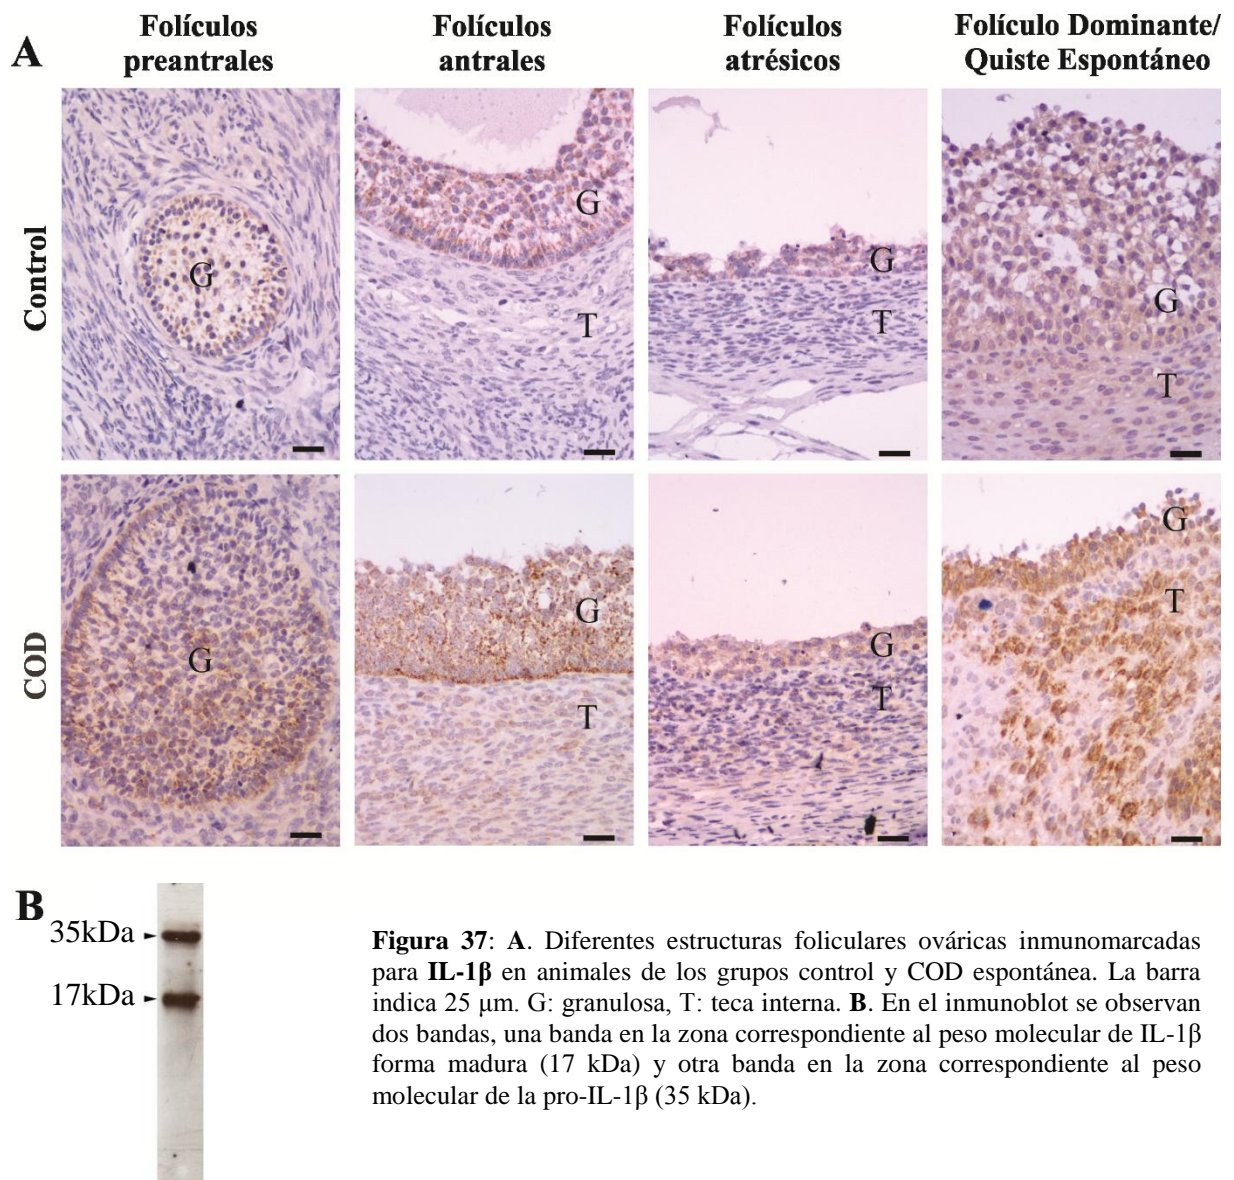 A
Folículos
preantrales
Folículos
antrales
Folículos
atrésicos
Folículo Dominante/
Quiste Espontáneo
Control
G
G
T
G
T
G
T
COD
G
G
T
G
T
G
T
B
35kDa
17kDa
Figura 37: A. Diferentes estructuras foliculares ováricas inmunomarcadas
para IL-1β en animales de los grupos control y COD espontánea. La barra
indica 25 μm. G: granulosa, T: teca interna. B. En el inmunoblot se observan
dos bandas, una banda en la zona correspondiente al peso molecular de IL-1β
forma madura (17 kDa) y otra banda en la zona correspondiente al peso
molecular de la pro-IL-1β (35 kDa).